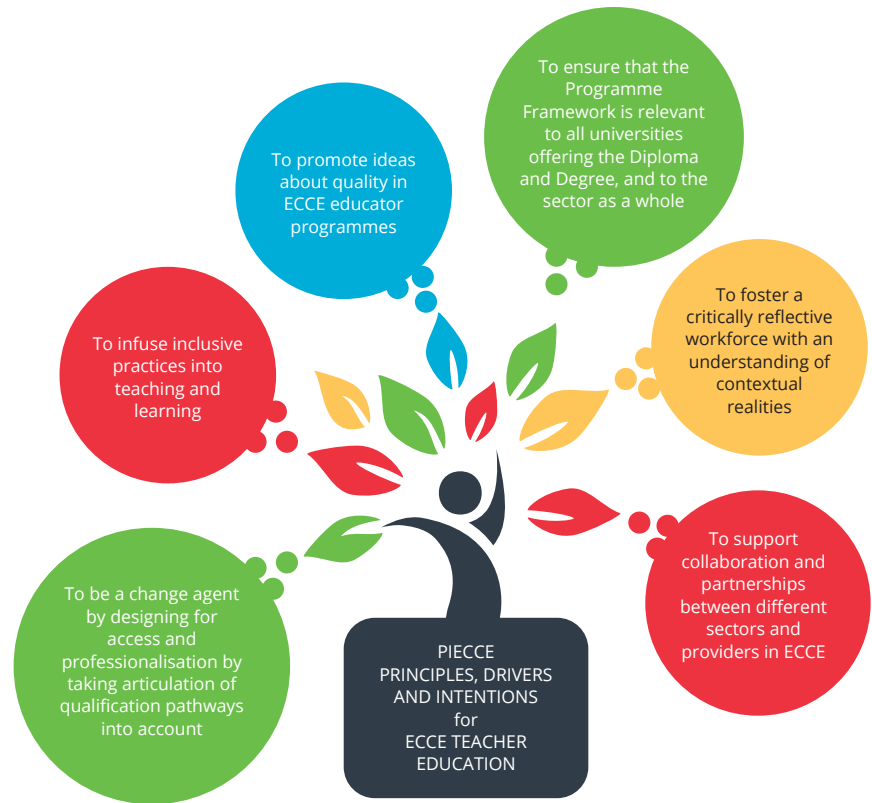 To ensure that the
Programme
Framework is relevant
to all universities
offering the Diploma
and Degree, and to the
sector as a whole
To promote ideas
about quality in
ECCE educator
programmes
To foster a
critically reflective
workforce with an
understanding of
contextual
realities
To infuse inclusive
practices into
teaching and
learning
To support
collaboration and
partnerships
between different
sectors and
providers in ECCE
To be a change agent
by designing for
access and
professionalisation by
taking articulation of
qualification pathways
into account
PIECCE
PRINCIPLES, DRIVERS
AND INTENTIONS
for
ECCE TEACHER
EDUCATION